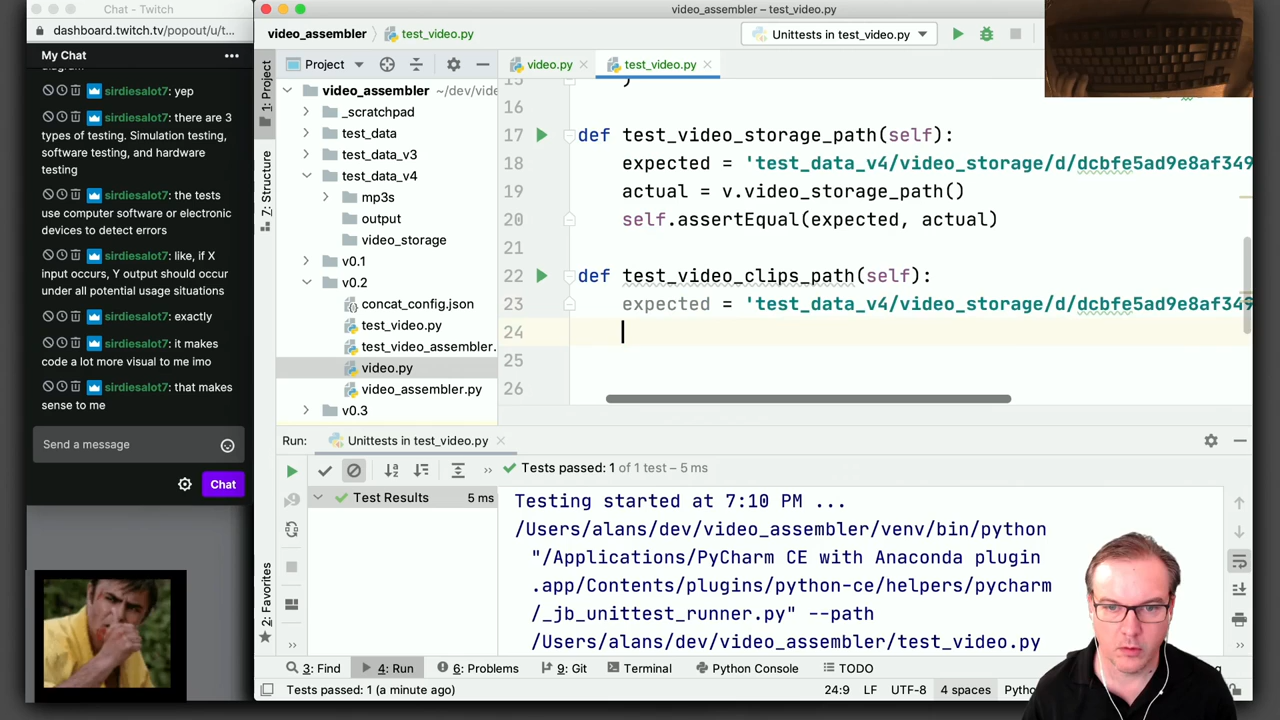 Chat - Twitch
dashboard.twitch.tv/popout/u/t...
My Chat
sirdiesalot7: yep
sirdiesalot7: there are 3
types of testing. Simulation testing,
software testing, and hardware
testing
sirdiesalot7: the tests
use computer software or electronic
devices to detect errors
sirdiesalot7: like, if X
input occurs, Y output should occur
under all potential usage situations
sirdiesalot7: exactly
sirdiesalot7: it makes
code a lot more visual to me imo
sirdiesalot7: that makes
sense to me
Send a message
Chat
video_assembler – test_video.py
video_assembler
test_video.py
Unittests in test_video.py
1: Project
7: Structure
2: Favorites
Project
video_assembler ~/dev/vide
_scratchpad
test_data
test_data_v3
test_data_v4
mp3s
output
video_storage
v0.1
v0.2
concat_config.json
test_video.py
test_video_assembler.
video.py
video_assembler.py
v0.3
video.py
test_video.py
15 )
16
17 def test_video_storage_path(self):
18 expected = 'test_data_v4/video_storage/d/dcbfe5ad9e8af349
19 actual = v.video_storage_path()
20 self.assertEqual(expected, actual)
21
22 def test_video_clips_path(self):
23 expected = 'test_data_v4/video_storage/d/dcbfe5ad9e8af349
24
25
26
Run: Unittests in test_video.py
Tests passed: 1 of 1 test – 5 ms
Test Results 5 ms
Testing started at 7:10 PM ...
/Users/alans/dev/video_assembler/venv/bin/python
"/Applications/PyCharm CE with Anaconda plugin
.app/Contents/plugins/python-ce/helpers/pycharm
/_jb_unittest_runner.py" --path
/Users/alans/dev/video_assembler/test_video.py
3: Find
4: Run
6: Problems
9: Git
Terminal
Python Console
TODO
Tests passed: 1 (a minute ago)
24:9 LF UTF-8 4 spaces